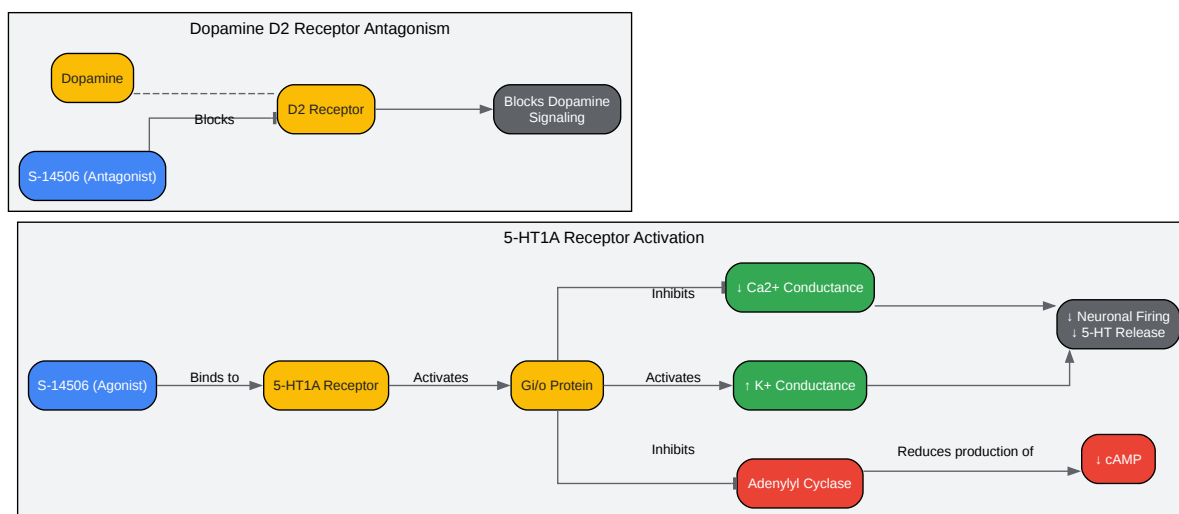 Dopamine D2 Receptor Antagonism
Dopamine
D2 Receptor
Blocks Dopamine
Signaling
Blocks
S-14506 (Antagonist)
5-HT1A Receptor Activation
↓ Ca2+ Conductance
Inhibits
↓ Neuronal Firing
↓ 5-HT Release
S-14506 (Agonist)
Binds to
5-HT1A Receptor
Activates
Gi/o Protein
Activates
↑ K+ Conductance
Inhibits
Adenylyl Cyclase
Reduces production of
↓ cAMP